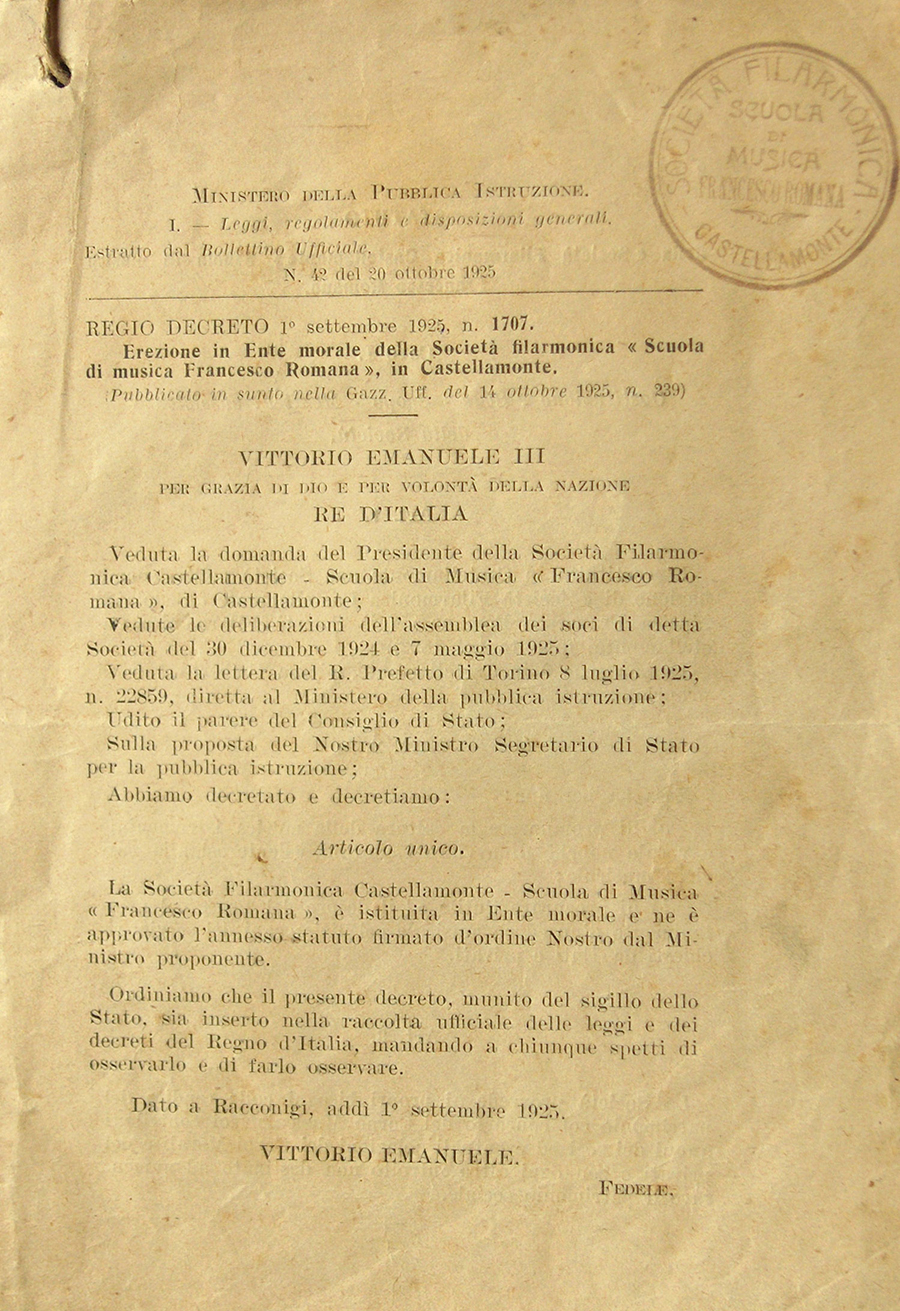 SOCIETÀ FILARMONICA
SCUOLA
DI
MUSICA
FRANCESCO ROMANA
CASTELLAMONTE
MINISTERO DELLA PUBBLICA ISTRUZIONE.
I. — Leggi, regolamenti e disposizioni generali.
Estratto dal Bollettino Ufficiale.
N. 42 del 20 ottobre 1925
REGIO DECRETO 1º settembre 1925, n. 1707.
Erezione in Ente morale della Società filarmonica « Scuola
di musica Francesco Romana », in Castellamonte.
(Pubblicato in sunto nella Gazz. Uff. del 14 ottobre 1925, n. 239)
VITTORIO EMANUELE III
PER GRAZIA DI DIO E PER VOLONTÀ DELLA NAZIONE
RE D'ITALIA
Veduta la domanda del Presidente della Società Filarmo-
nica Castellamonte - Scuola di Musica « Francesco Ro-
mana », di Castellamonte;
Vedute le deliberazioni dell'assemblea dei soci di detta
Società del 30 dicembre 1924 e 7 maggio 1925;
Veduta la lettera del R. Prefetto di Torino 8 luglio 1925,
n. 22859, diretta al Ministero della pubblica istruzione;
Udito il parere del Consiglio di Stato;
Sulla proposta del Nostro Ministro Segretario di Stato
per la pubblica istruzione;
Abbiamo decretato e decretiamo:
Articolo unico.
La Società Filarmonica Castellamonte - Scuola di Musica
« Francesco Romana », è istituita in Ente morale e ne è
approvato l'annesso statuto firmato d'ordine Nostro dal Mi-
nistro proponente.
Ordiniamo che il presente decreto, munito del sigillo dello
Stato, sia inserto nella raccolta ufficiale delle leggi e dei
decreti del Regno d'Italia, mandando a chiunque spetti di
osservarlo e di farlo osservare.
Dato a Racconigi, addì 1º settembre 1925.
VITTORIO EMANUELE.
FEDELE.